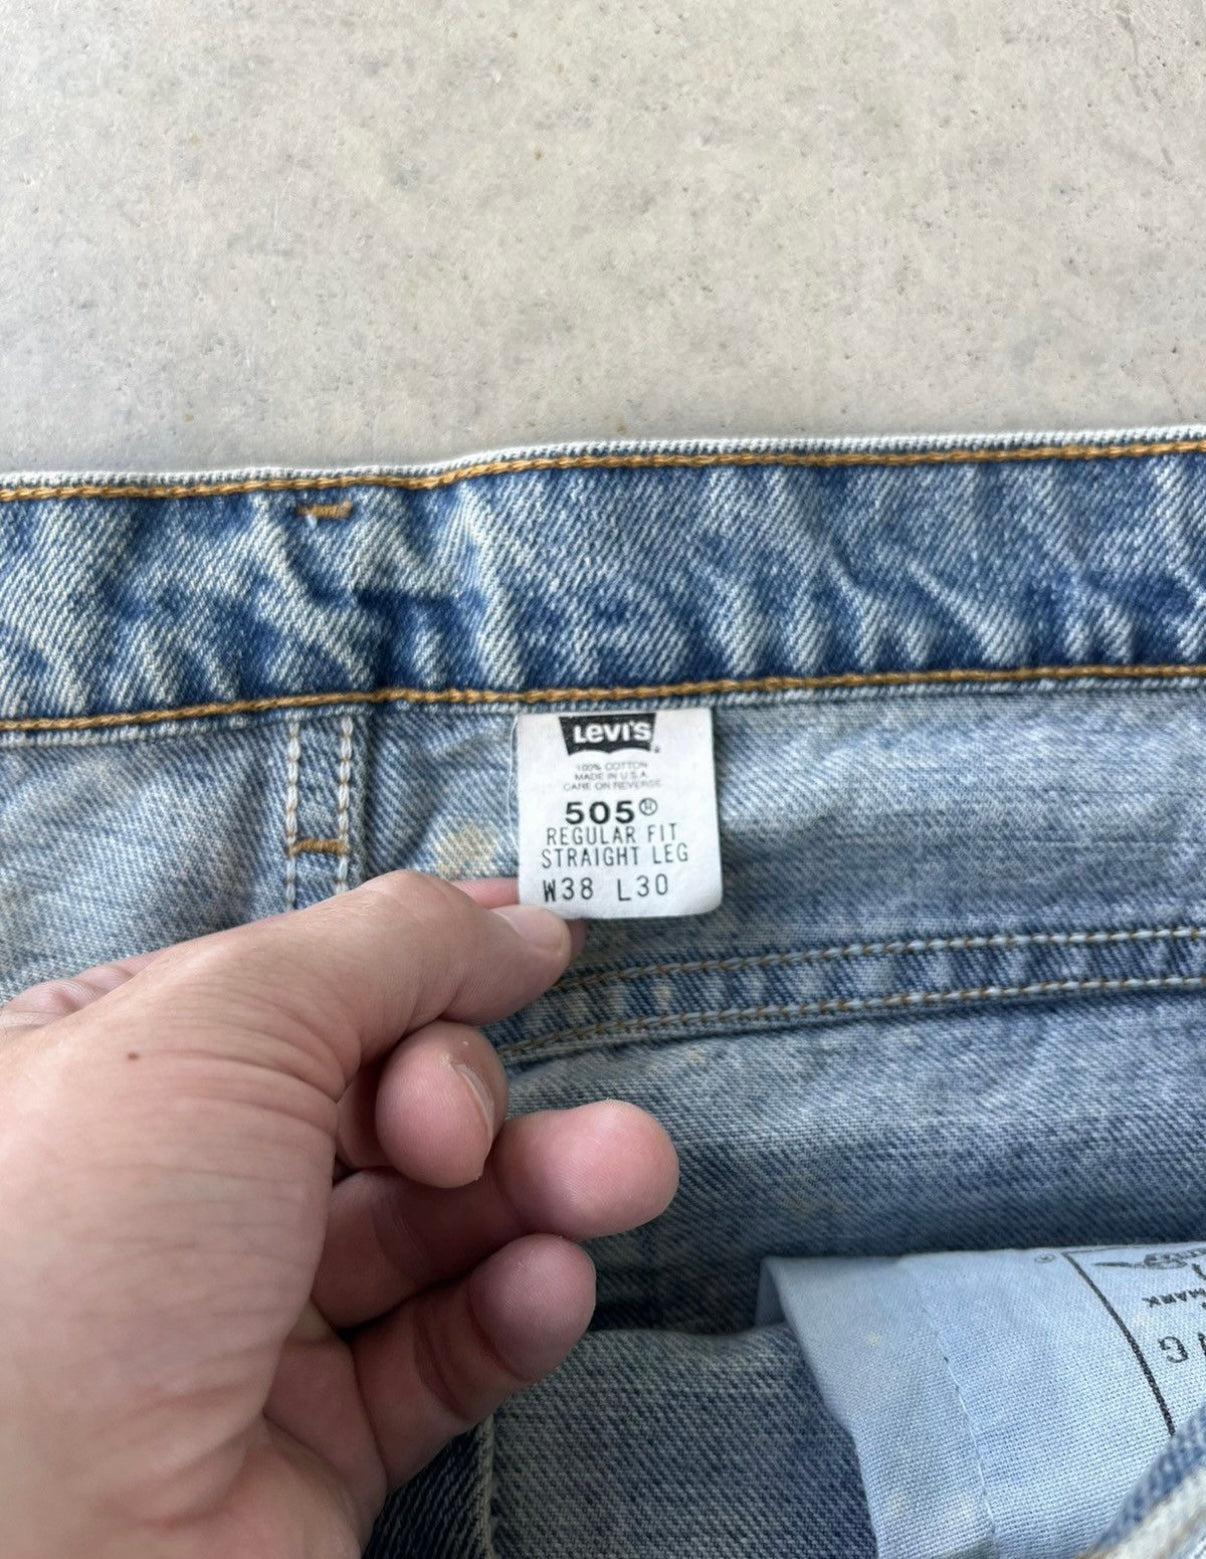 LEVI'S
100% COTTON
MADE IN U.S.A.
CARE ON REVERSE
505®
REGULAR FIT
STRAIGHT LEG
W38 L30